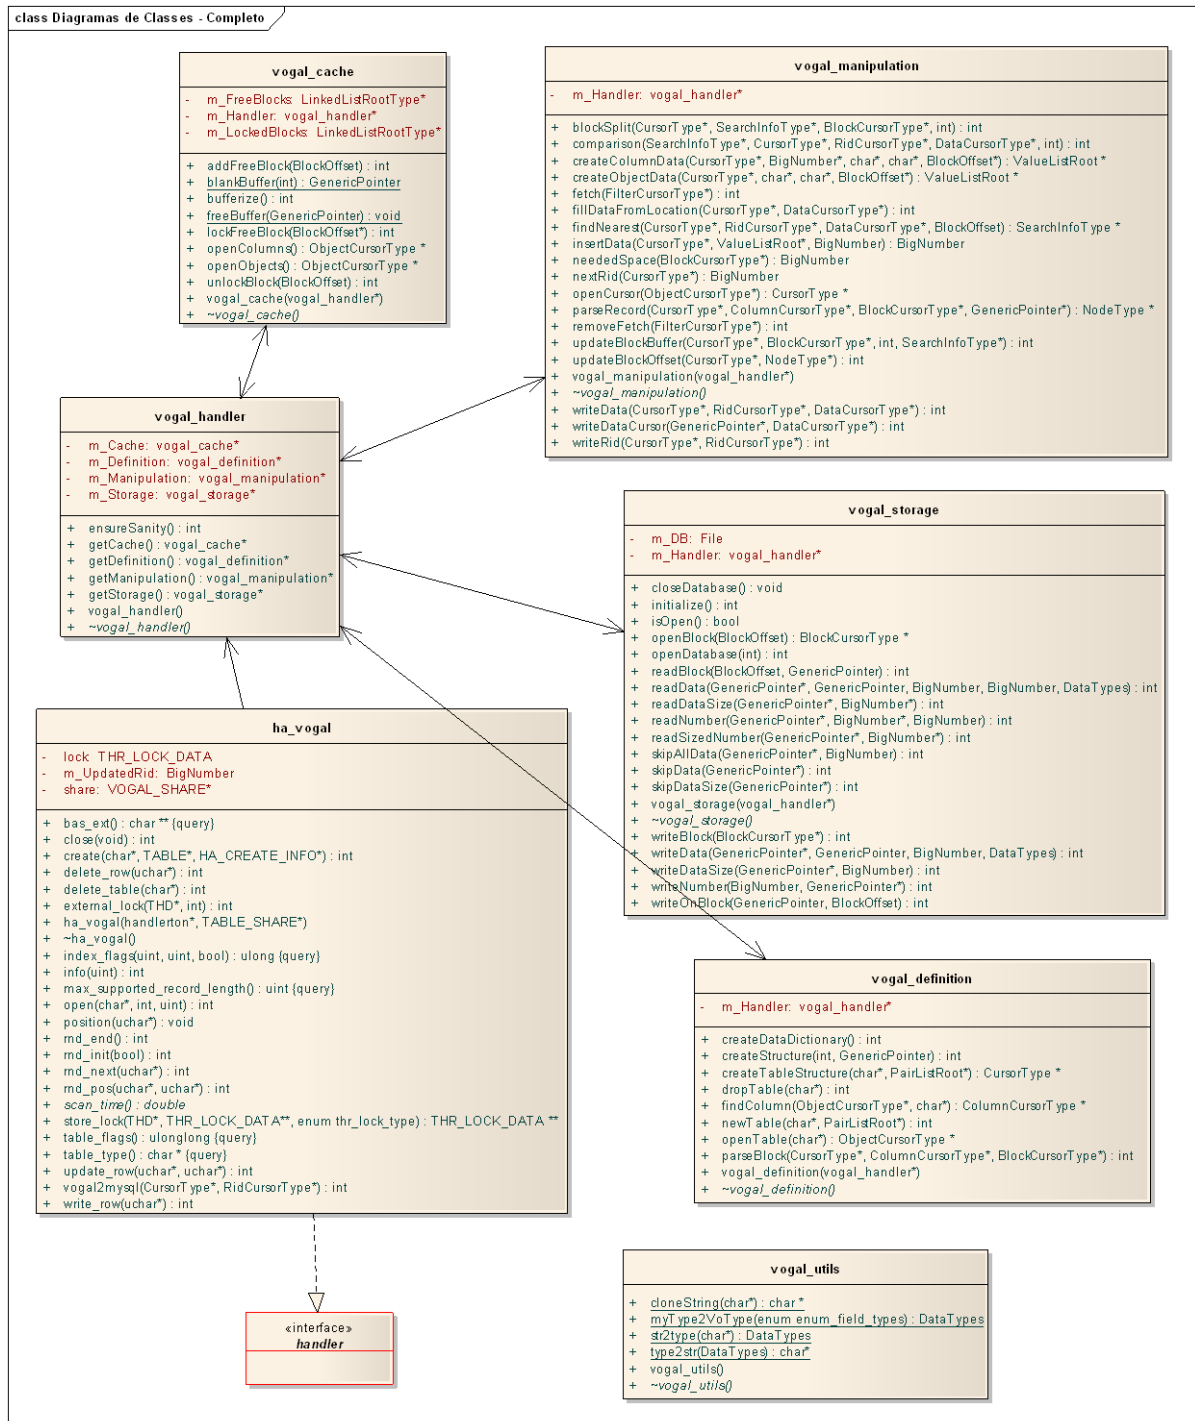 class Diagramas de Classes - Completo
vogal_cache
- m_FreeBlocks: LinkedListRootType*
- m_Handler: vogal_handler*
- m_LockedBlocks: LinkedListRootType*
+ addFreeBlock(BlockOffset) : int
+ blankBuffer(int) : GenericPointer
+ bufferize() : int
+ freeBuffer(GenericPointer) : void
+ lockFreeBlock(BlockOffset*) : int
+ openColumns() : ObjectCursorType *
+ openObjects() : ObjectCursorType *
+ unlockBlock(BlockOffset) : int
+ vogal_cache(vogal_handler*)
+ ~vogal_cache()
vogal_manipulation
- m_Handler: vogal_handler*
+ blockSplit(CursorType*, SearchInfoType*, BlockCursorType*, int) : int
+ comparison(SearchInfoType*, CursorType*, RidCursorType*, DataCursorType*, int) : int
+ createColumnData(CursorType*, BigNumber*, char*, char*, BlockOffset*) : ValueListRoot *
+ createObjectData(CursorType*, char*, char*, BlockOffset*) : ValueListRoot *
+ fetch(FilterCursorType*) : int
+ fillDataFromLocation(CursorType*, DataCursorType*) : int
+ findNearest(CursorType*, RidCursorType*, DataCursorType*, BlockOffset) : SearchInfoType *
+ insertData(CursorType*, ValueListRoot*, BigNumber) : BigNumber
+ neededSpace(BlockCursorType*) : BigNumber
+ nextRid(CursorType*) : BigNumber
+ openCursor(ObjectCursorType*) : CursorType *
+ parseRecord(CursorType*, ColumnCursorType*, BlockCursorType*, GenericPointer*) : NodeType *
+ removeFetch(FilterCursorType*) : int
+ updateBlockBuffer(CursorType*, BlockCursorType*, int, SearchInfoType*) : int
+ updateBlockOffset(CursorType*, NodeType*) : int
+ vogal_manipulation(vogal_handler*)
+ ~vogal_manipulation()
+ writeData(CursorType*, RidCursorType*, DataCursorType*) : int
+ writeDataCursor(GenericPointer*, DataCursorType*) : int
+ writeRid(CursorType*, RidCursorType*) : int
vogal_handler
- m_Cache: vogal_cache*
- m_Definition: vogal_definition*
- m_Manipulation: vogal_manipulation*
- m_Storage: vogal_storage*
+ ensureSanity() : int
+ getCache() : vogal_cache*
+ getDefinition() : vogal_definition*
+ getManipulation() : vogal_manipulation*
+ getStorage() : vogal_storage*
+ vogal_handler()
+ ~vogal_handler()
vogal_storage
- m_DB: File
- m_Handler: vogal_handler*
+ closeDatabase() : void
+ initialize() : int
+ isOpen() : bool
+ openBlock(BlockOffset) : BlockCursorType *
+ openDatabase(int) : int
+ readBlock(BlockOffset, GenericPointer) : int
+ readData(GenericPointer*, GenericPointer, BigNumber, BigNumber, DataTypes) : int
+ readDataSize(GenericPointer*, BigNumber*) : int
+ readNumber(GenericPointer*, BigNumber*, BigNumber) : int
+ readSizedNumber(GenericPointer*, BigNumber*) : int
+ skipAllData(GenericPointer*, BigNumber) : int
+ skipData(GenericPointer*) : int
+ skipDataSize(GenericPointer*) : int
+ vogal_storage(vogal_handler*)
+ ~vogal_storage()
+ writeBlock(BlockCursorType*) : int
+ writeData(GenericPointer*, GenericPointer, BigNumber, DataTypes) : int
+ writeDataSize(GenericPointer*, BigNumber) : int
+ writeNumber(BigNumber, GenericPointer*) : int
+ writeOnBlock(GenericPointer, BlockOffset) : int
ha_vogal
- lock: THR_LOCK_DATA
- m_UpdatedRid: BigNumber
- share: VOGAL_SHARE*
+ bas_ext() : char ** {query}
+ close(void) : int
+ create(char*, TABLE*, HA_CREATE_INFO*) : int
+ delete_row(uchar*) : int
+ delete_table(char*) : int
+ external_lock(THD*, int) : int
+ ha_vogal(handlerton*, TABLE_SHARE*)
+ ~ha_vogal()
+ index_flags(uint, uint, bool) : ulong {query}
+ info(uint) : int
+ max_supported_record_length() : uint {query}
+ open(char*, int, uint) : int
+ position(uchar*) : void
+ rnd_end() : int
+ rnd_init(bool) : int
+ rnd_next(uchar*) : int
+ rnd_pos(uchar*, uchar*) : int
+ scan_time() : double
+ store_lock(THD*, THR_LOCK_DATA**, enum thr_lock_type) : THR_LOCK_DATA **
+ table_flags() : ulonglong {query}
+ table_type() : char * {query}
+ update_row(uchar*, uchar*) : int
+ vogal2mysql(CursorType*, RidCursorType*) : int
+ write_row(uchar*) : int
vogal_definition
- m_Handler: vogal_handler*
+ createDataDictionary() : int
+ createStructure(int, GenericPointer) : int
+ createTableStructure(char*, PairListRoot*) : CursorType *
+ dropTable(char*) : int
+ findColumn(ObjectCursorType*, char*) : ColumnCursorType *
+ newTable(char*, PairListRoot*) : int
+ openTable(char*) : ObjectCursorType *
+ parseBlock(CursorType*, ColumnCursorType*, BlockCursorType*) : int
+ vogal_definition(vogal_handler*)
+ ~vogal_definition()
vogal_utils
+ cloneString(char*) : char *
+ myType2VoType(enum enum_field_types) : DataTypes
+ str2type(char*) : DataTypes
+ type2str(DataTypes) : char*
+ vogal_utils()
+ ~vogal_utils()
«interface»
handler